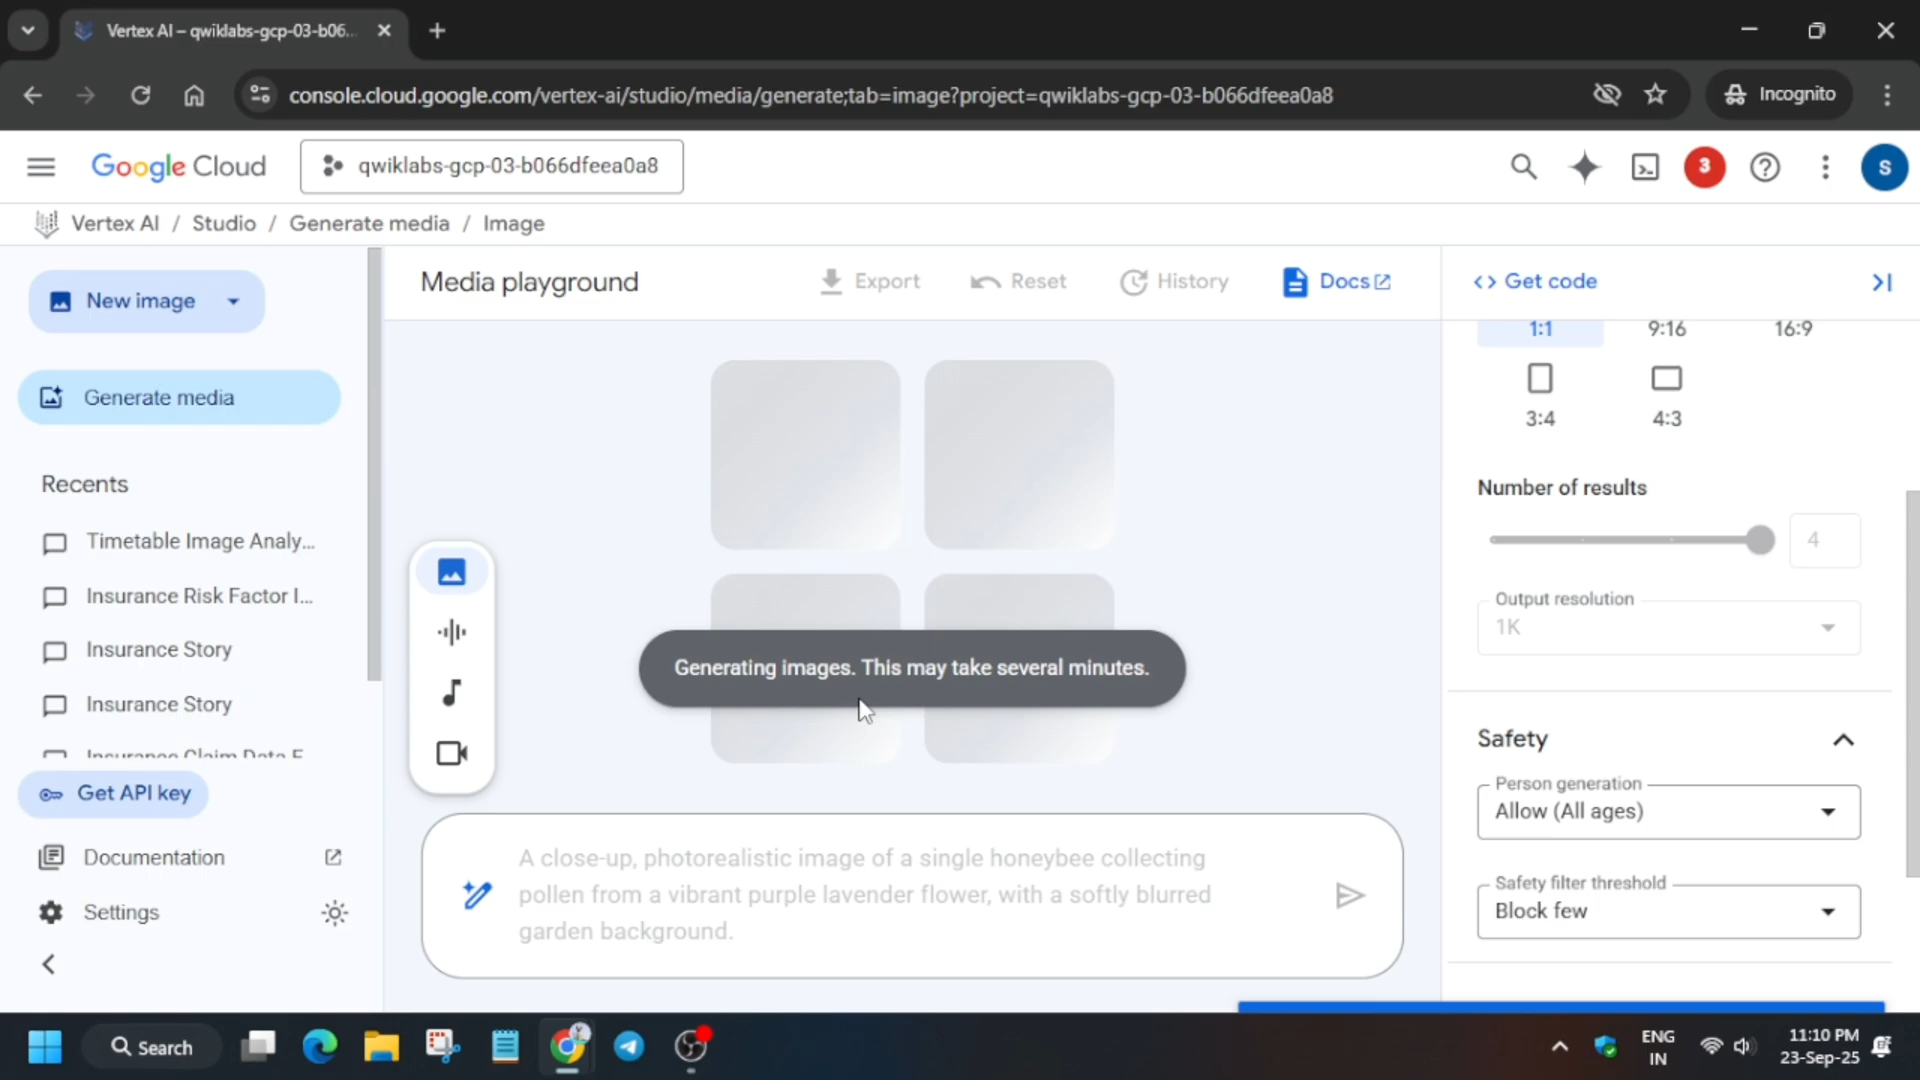 Vertex AI – qwiklabs-gcp-03-b06...
console.cloud.google.com/vertex-ai/studio/media/generate;tab=image?project=qwiklabs-gcp-03-b066dfeea0a8
Incognito
Google Cloud
qwiklabs-gcp-03-b066dfeea0a8
3
S
Vertex AI / Studio / Generate media / Image
New image
Generate media
Recents
Timetable Image Analy...
Insurance Risk Factor I...
Insurance Story
Insurance Story
Insurance Claim Data E
Get API key
Documentation
Settings
Media playground
Export
Reset
History
Docs
Generating images. This may take several minutes.
A close-up, photorealistic image of a single honeybee collecting
pollen from a vibrant purple lavender flower, with a softly blurred
garden background.
<> Get code
1:1
9:16
16:9
3:4
4:3
Number of results
4
Output resolution
1K
Safety
Person generation
Allow (All ages)
Safety filter threshold
Block few
Search
ENG
IN
11:10 PM
23-Sep-25